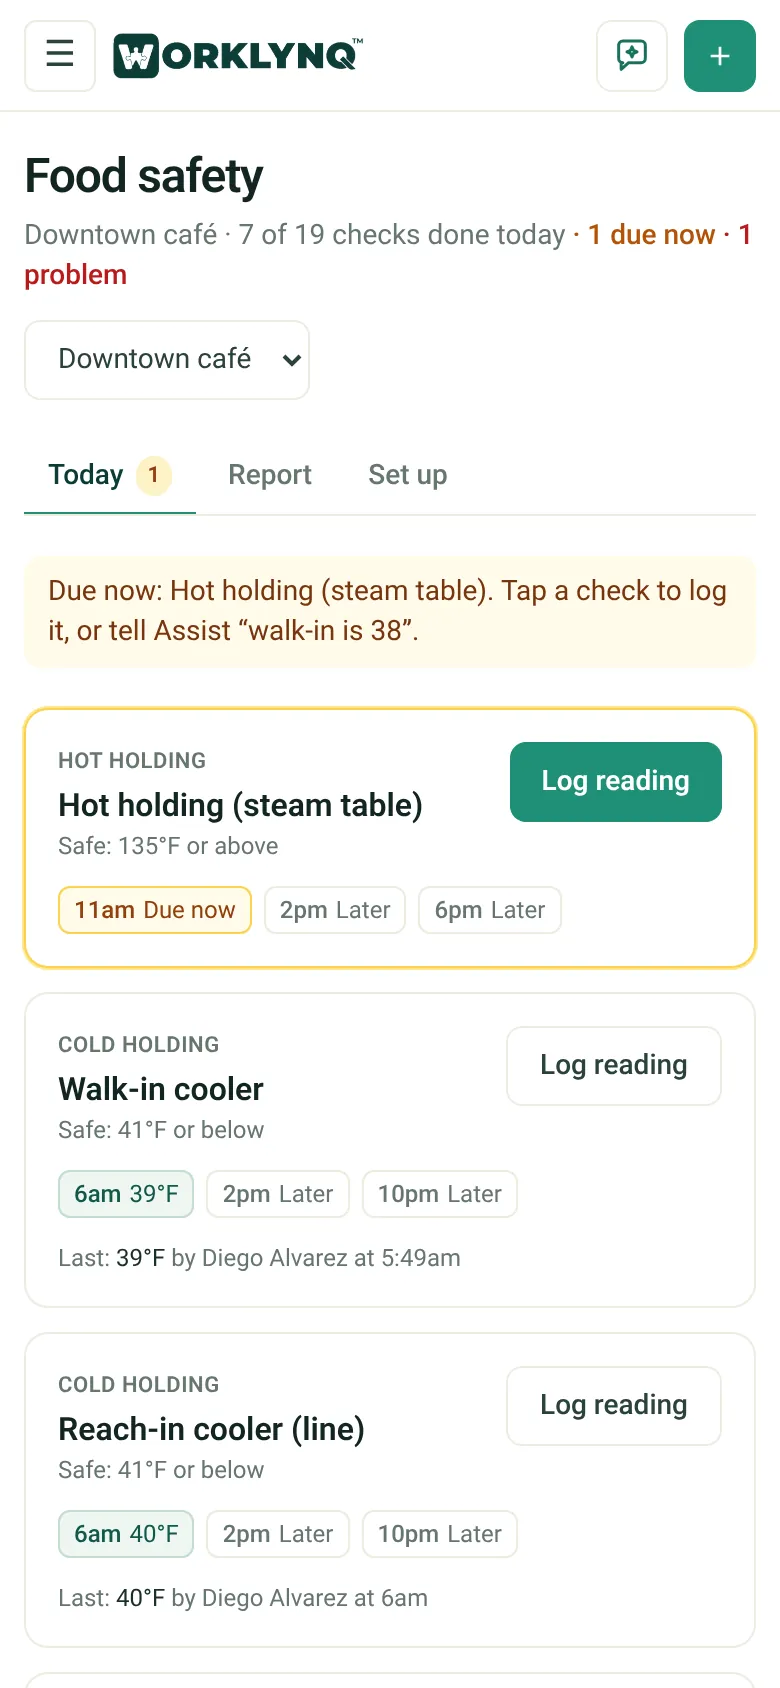 ☰ WORKLYNQ™ +
Food safety
Downtown café · 7 of 19 checks done today · 1 due now · 1
problem
Downtown café
Today 1 Report Set up
Due now: Hot holding (steam table). Tap a check to log
it, or tell Assist “walk-in is 38”.
HOT HOLDING
Hot holding (steam table)
Safe: 135°F or above
Log reading
11am Due now 2pm Later 6pm Later
COLD HOLDING
Walk-in cooler
Safe: 41°F or below
Log reading
6am 39°F 2pm Later 10pm Later
Last: 39°F by Diego Alvarez at 5:49am
COLD HOLDING
Reach-in cooler (line)
Safe: 41°F or below
Log reading
6am 40°F 2pm Later 10pm Later
Last: 40°F by Diego Alvarez at 6am